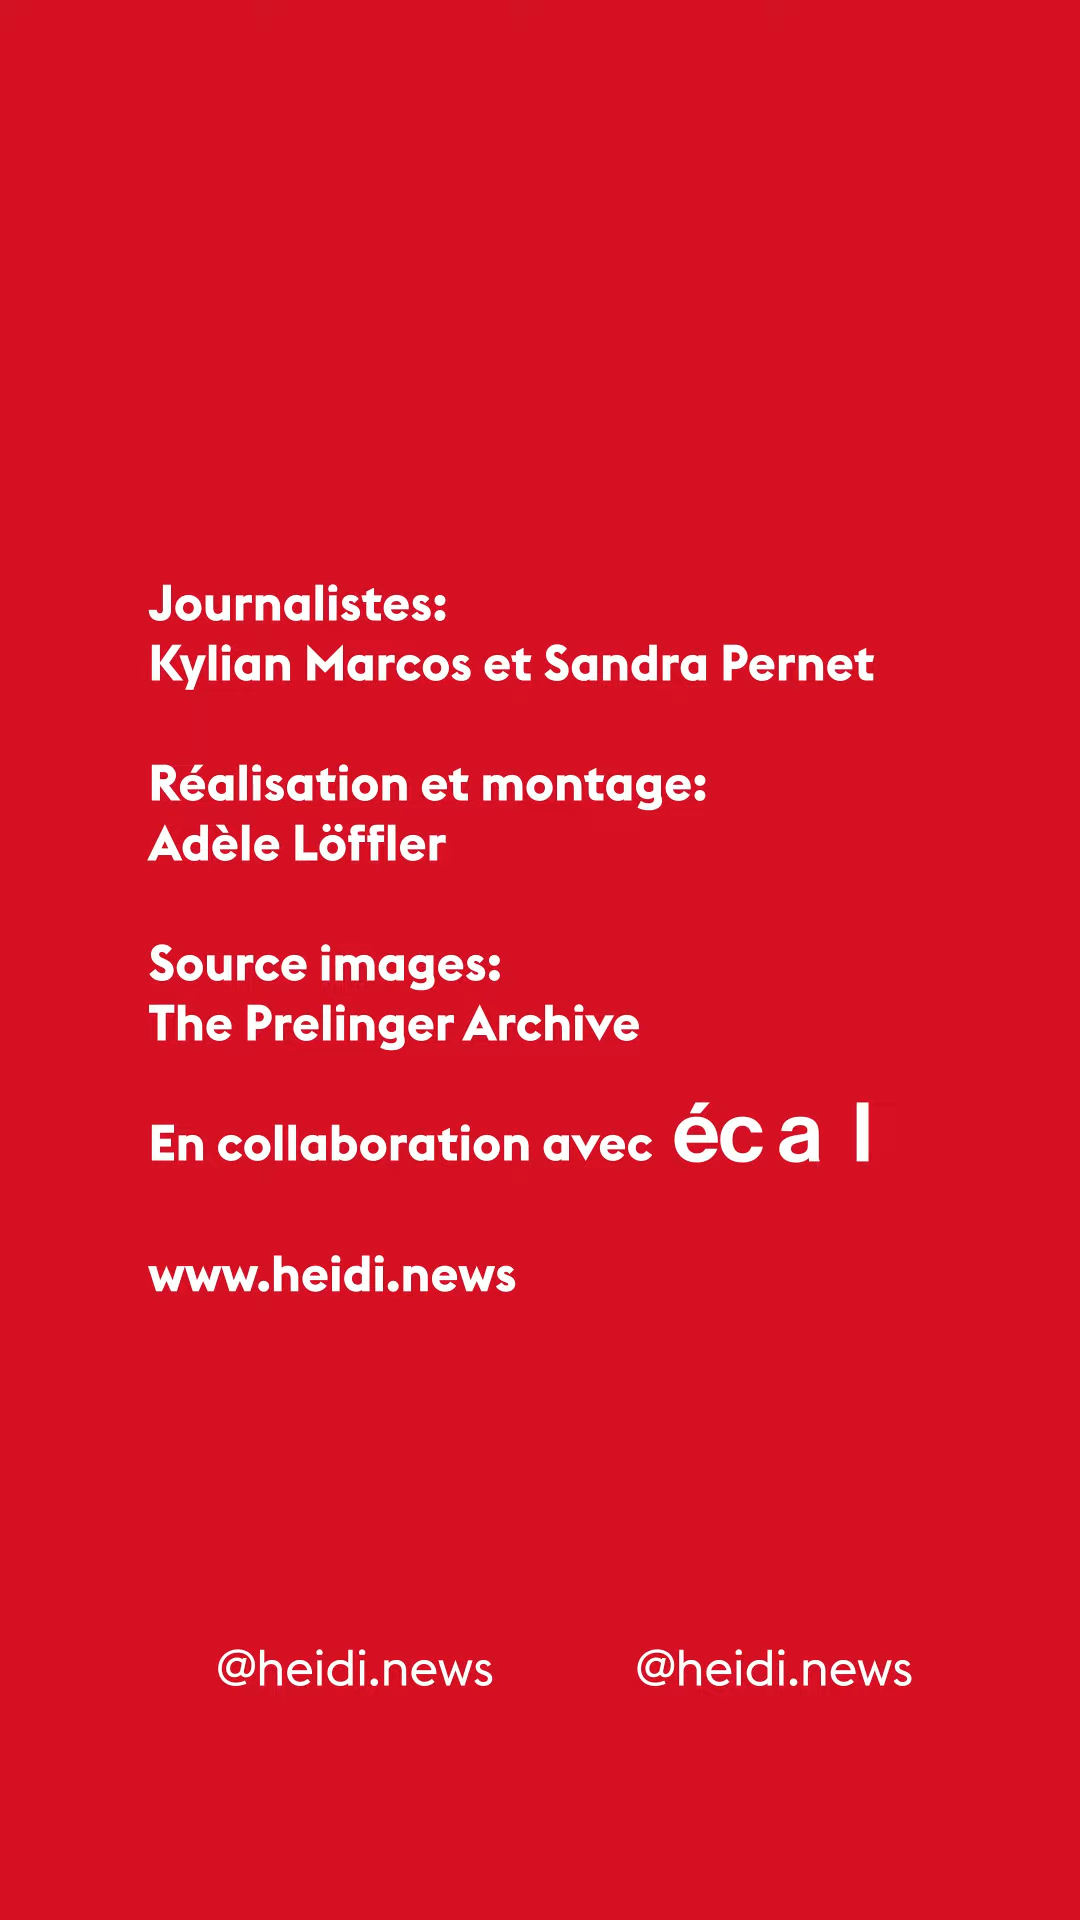 Journalistes:
Kylian Marcos et Sandra Pernet
Réalisation et montage:
Adèle Löffler
Source images:
The Prelinger Archive
En collaboration avec écal
www.heidi.news
@heidi.news @heidi.news